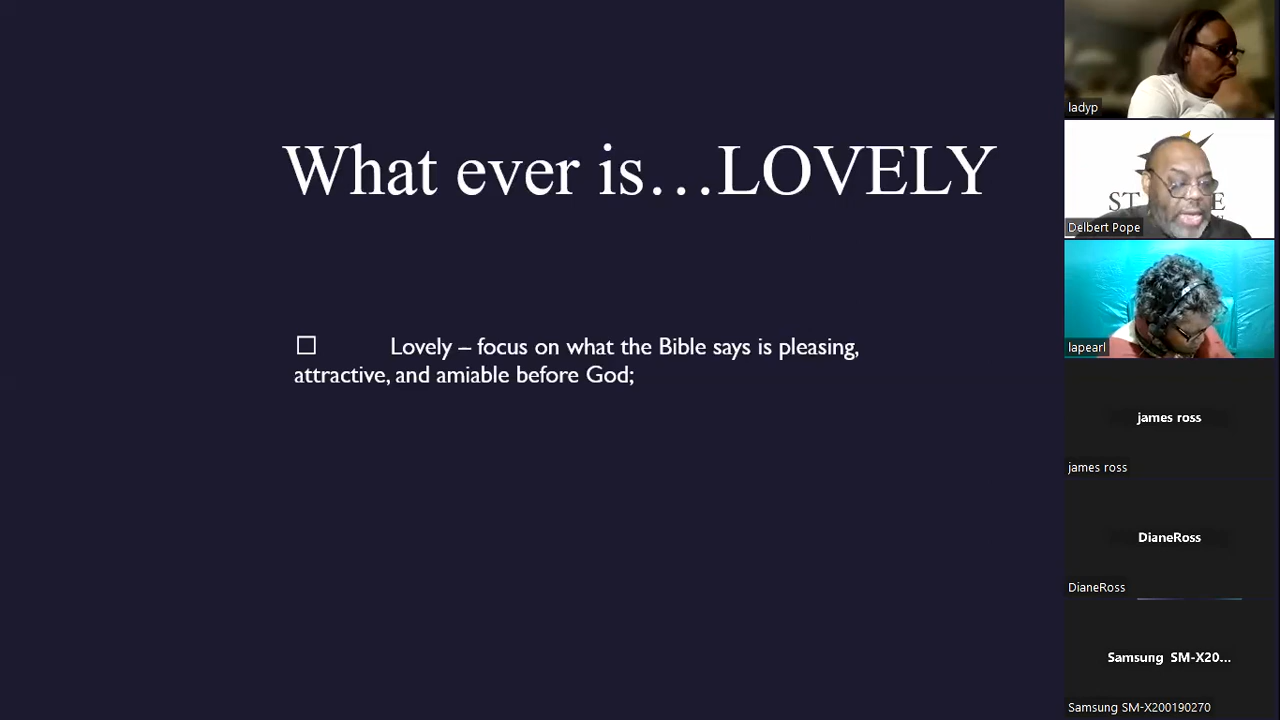 What ever is…LOVELY
☐ Lovely – focus on what the Bible says is pleasing,
attractive, and amiable before God;
ladyp
ST
E
Delbert Pope
lapearl
james ross
james ross
DianeRoss
DianeRoss
Samsung SM-X20...
Samsung SM-X200190270